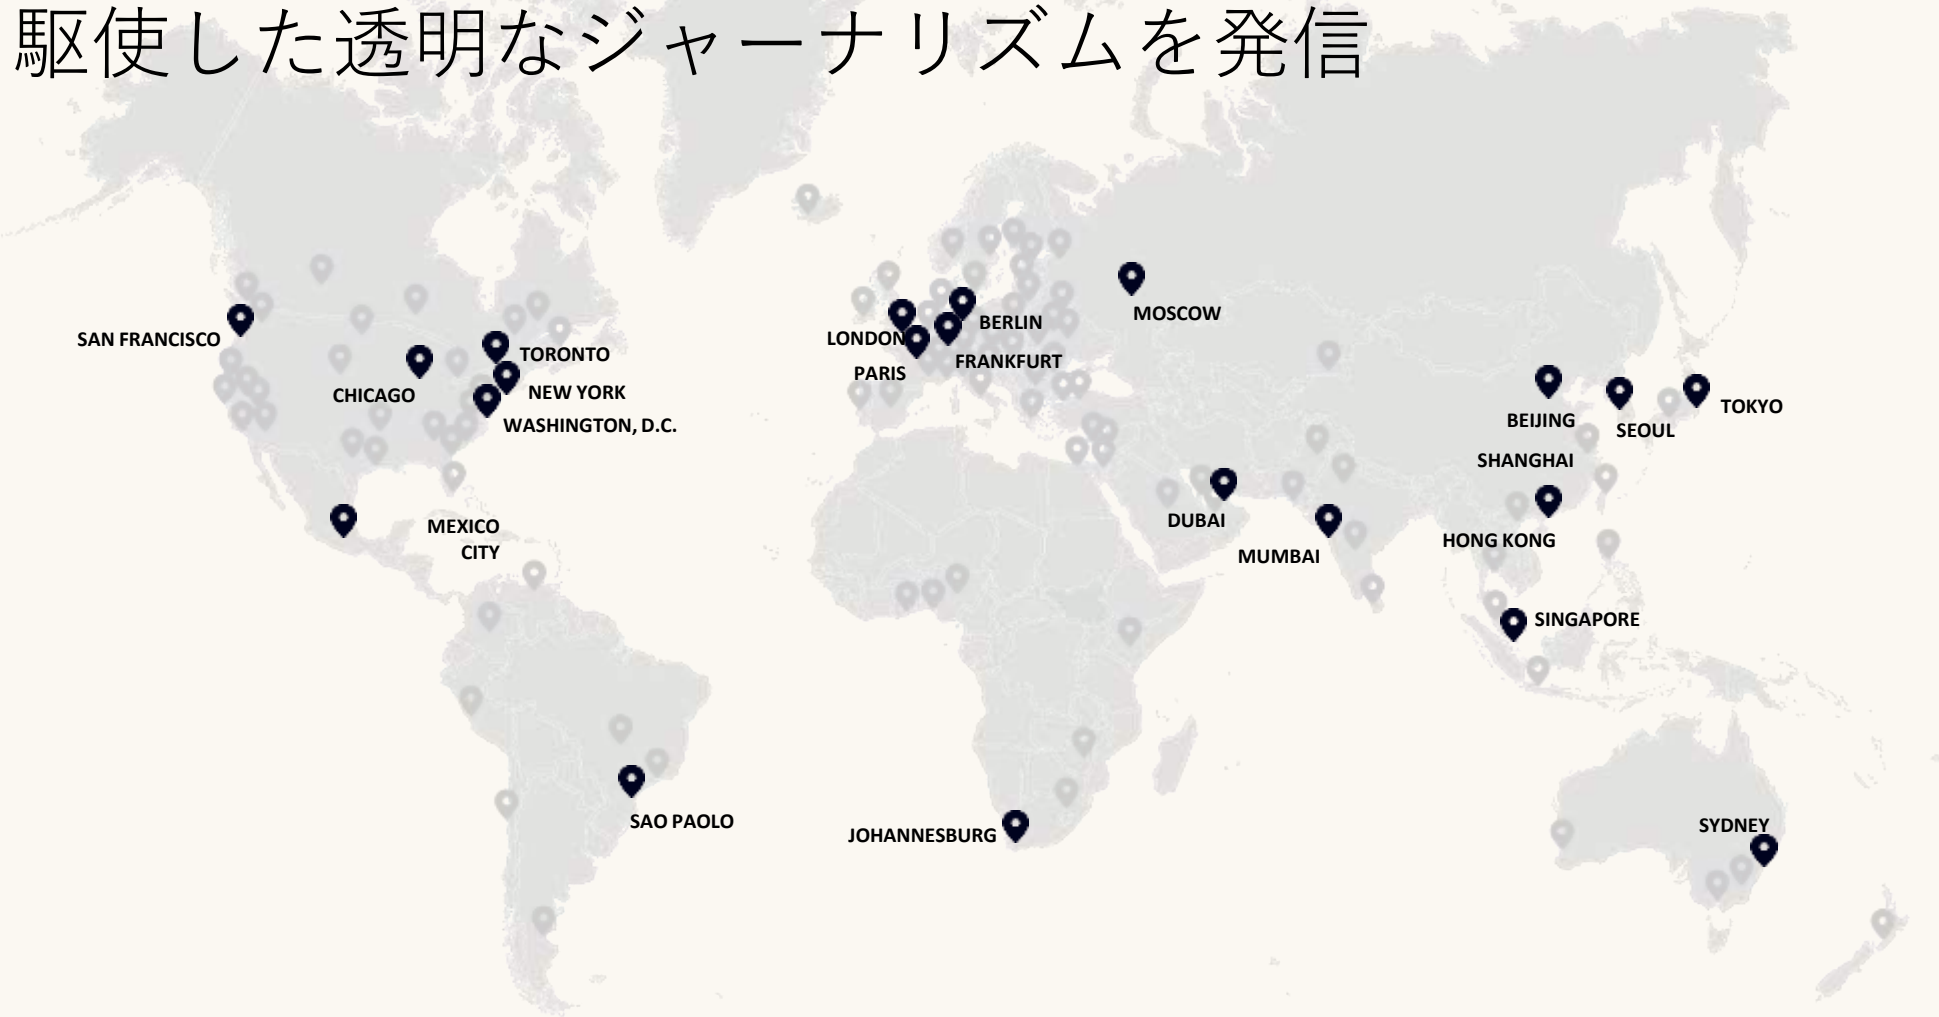 駆使した透明なジャーナリズムを発信
MOSCOW
BERLIN
LONDON
SAN FRANCISCO
TORONTO
FRANKFURT
PARIS
NEW YORK
CHICAGO
TOKYO
BEIJING
WASHINGTON, D.C.
SEOUL
SHANGHAI
DUBAI
MEXICO
CITY
HONG KONG
MUMBAI
SINGAPORE
SAO PAOLO
SYDNEY
JOHANNESBURG